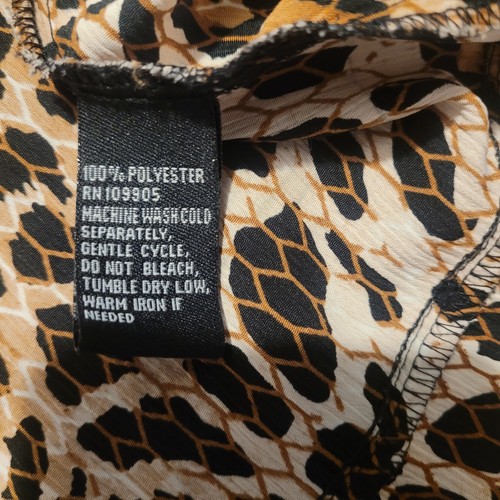 100% POLYESTER
RN 109905
MACHINE WASH COLD
SEPARATELY,
GENTLE CYCLE,
DO NOT BLEACH,
TUMBLE DRY LOW,
WARM IRON IF
NEEDED